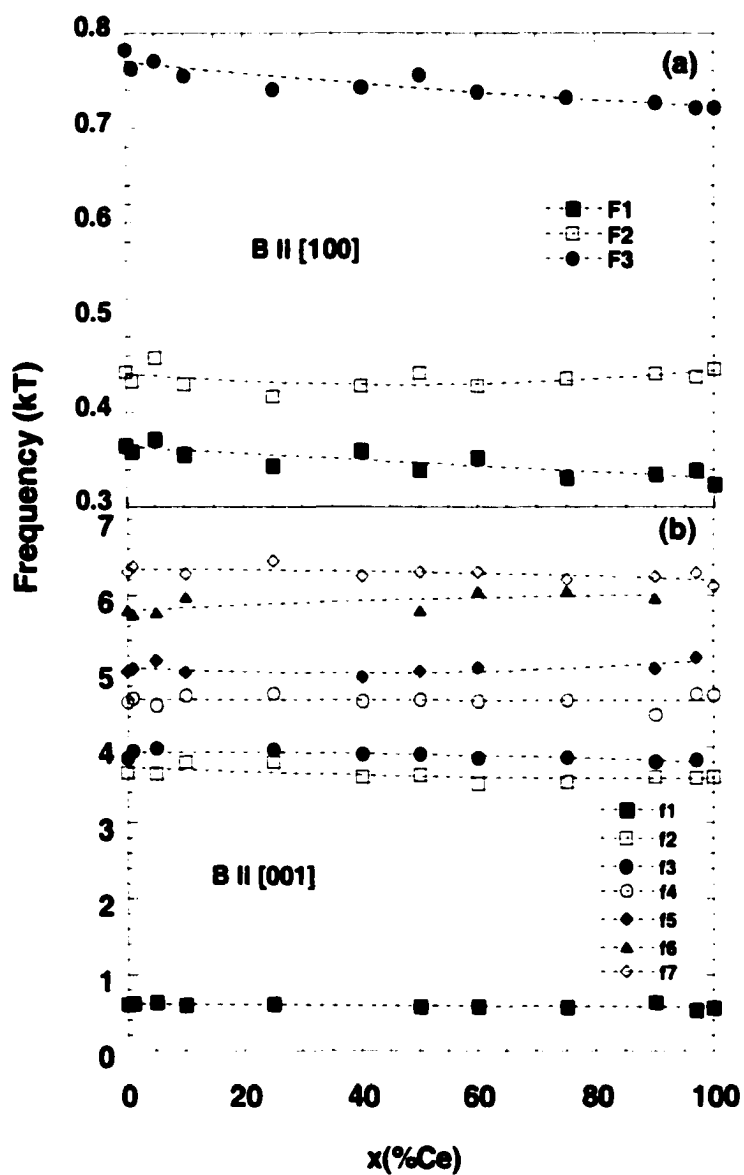 0.8
(a)
0.7
0.6
F1
F2
B II [100]
F3
0.5
0.4
0.3
Frequency (kT)
7
(b)
6
5
4
3
f1
f2
B II [001]
f3
f4
2
f5
f6
f7
1
0
0 20 40 60 80 100
x(%Ce)